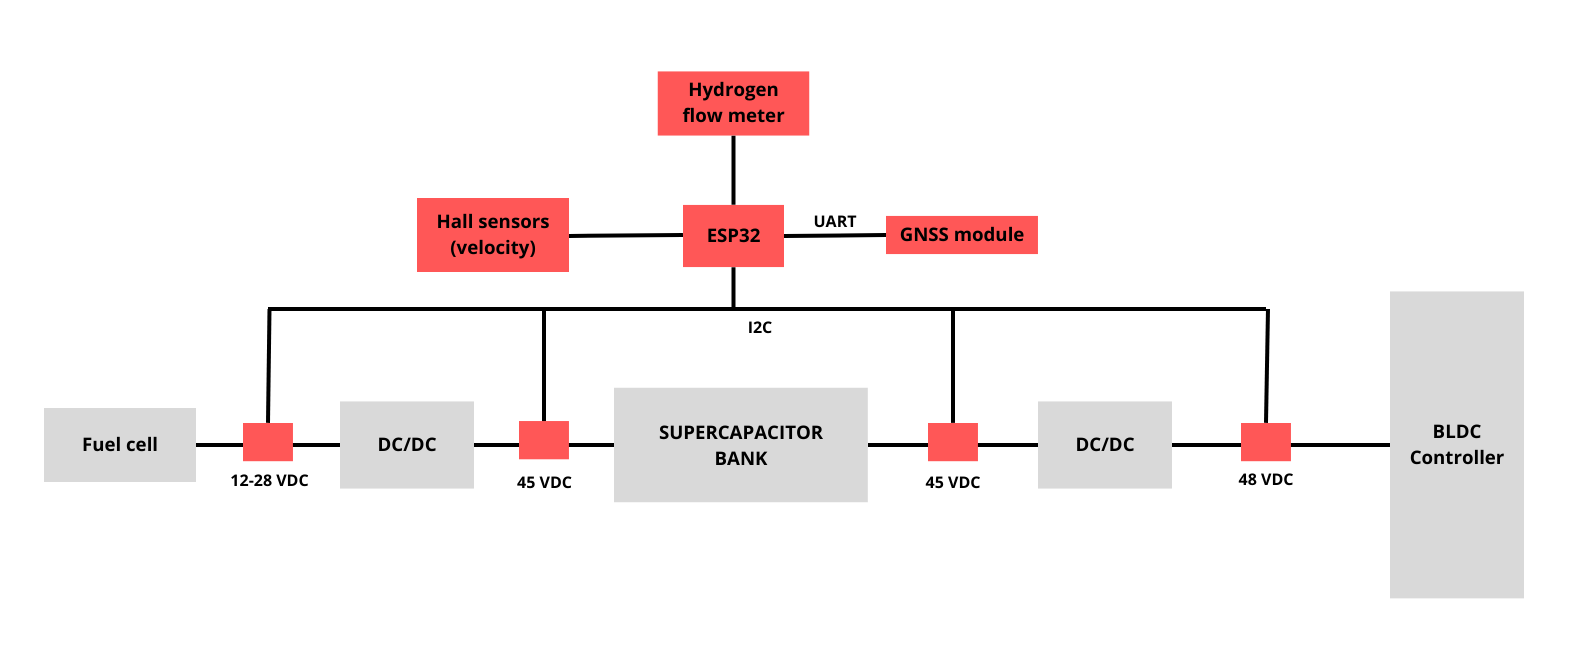 Hydrogen
flow meter
Hall sensors
(velocity)
ESP32
UART
GNSS module
I2C
Fuel cell
12-28 VDC
DC/DC
45 VDC
SUPERCAPACITOR
BANK
45 VDC
DC/DC
48 VDC
BLDC
Controller